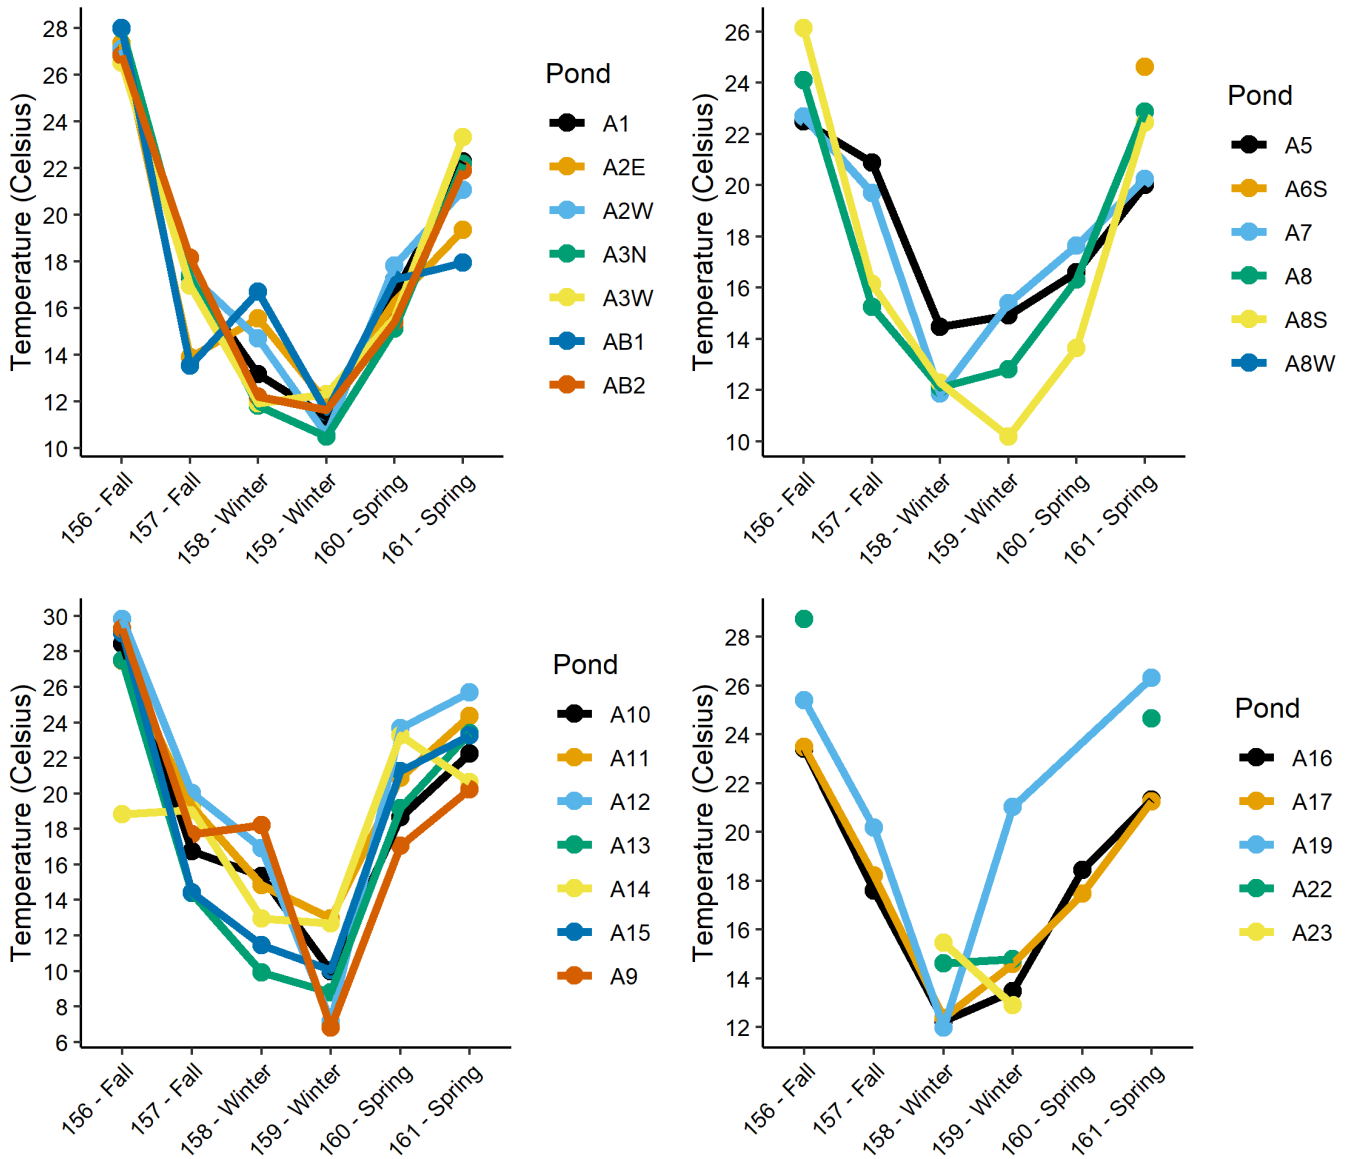 Temperature (Celsius)
28
26
24
22
20
18
16
14
12
10
156 - Fall
157 - Fall
158 - Winter
159 - Winter
160 - Spring
161 - Spring
Pond
A1
A2E
A2W
A3N
A3W
AB1
AB2
Temperature (Celsius)
26
24
22
20
18
16
14
12
10
156 - Fall
157 - Fall
158 - Winter
159 - Winter
160 - Spring
161 - Spring
Pond
A5
A6S
A7
A8
A8S
A8W
Temperature (Celsius)
30
28
26
24
22
20
18
16
14
12
10
8
6
156 - Fall
157 - Fall
158 - Winter
159 - Winter
160 - Spring
161 - Spring
Pond
A10
A11
A12
A13
A14
A15
A9
Temperature (Celsius)
28
26
24
22
20
18
16
14
12
156 - Fall
157 - Fall
158 - Winter
159 - Winter
160 - Spring
161 - Spring
Pond
A16
A17
A19
A22
A23